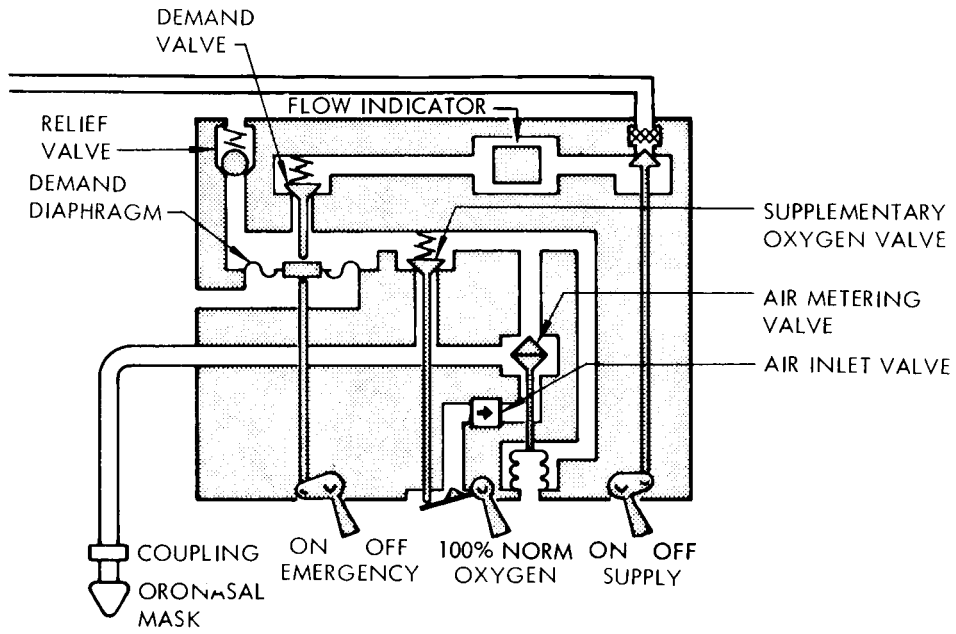 DEMAND
VALVE
FLOW INDICATOR
RELIEF
VALVE
DEMAND
DIAPHRAGM
SUPPLEMENTARY
OXYGEN VALVE
AIR METERING
VALVE
AIR INLET VALVE
COUPLING
ORONASAL
MASK
ON OFF
EMERGENCY
100% NORM
OXYGEN
ON OFF
SUPPLY